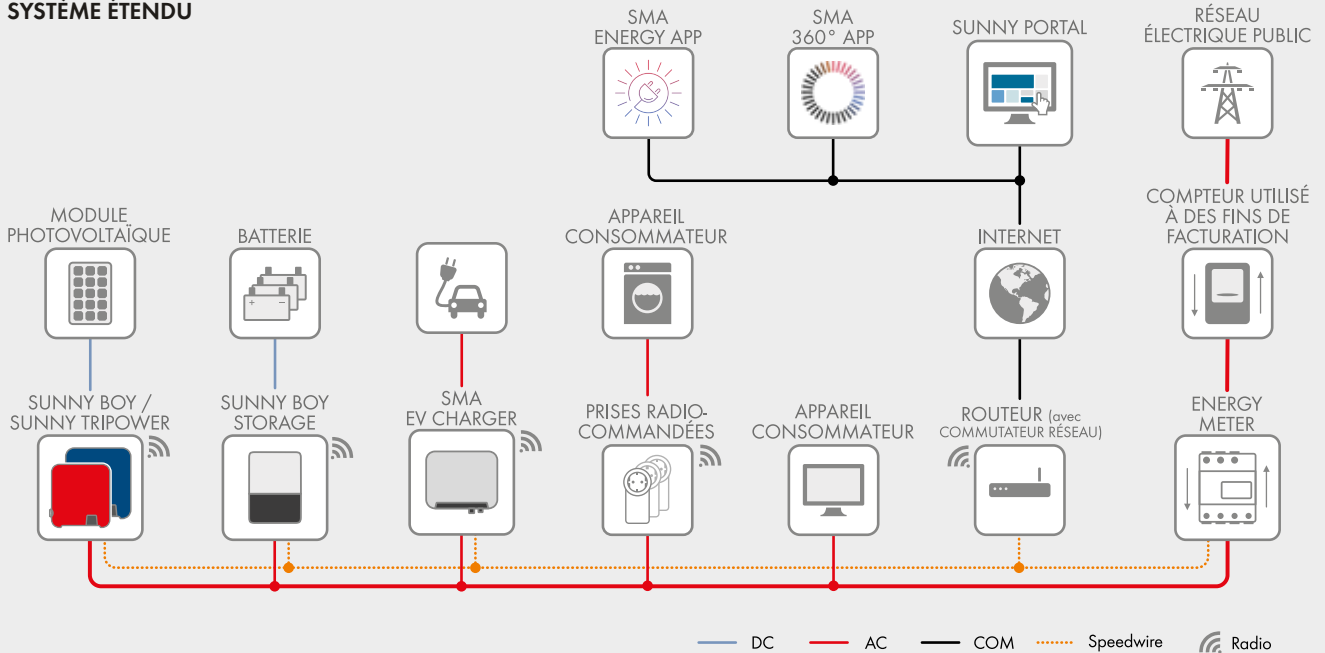 SYSTÈME ÉTENDU
SMA
ENERGY APP
SMA
360° APP
SUNNY PORTAL
RÉSEAU
ÉLECTRIQUE PUBLIC
MODULE
PHOTOVOLTAÏQUE
BATTERIE
APPAREIL
CONSOMMATEUR
INTERNET
COMPTEUR UTILISÉ
À DES FINS DE
FACTURATION
SUNNY BOY /
SUNNY TRIPOWER
SUNNY BOY
STORAGE
SMA
EV CHARGER
PRISES RADIO-
COMMANDÉES
APPAREIL
CONSOMMATEUR
ROUTEUR (avec
COMMUTATEUR RÉSEAU)
ENERGY
METER
DC
AC
COM
Speedwire
Radio